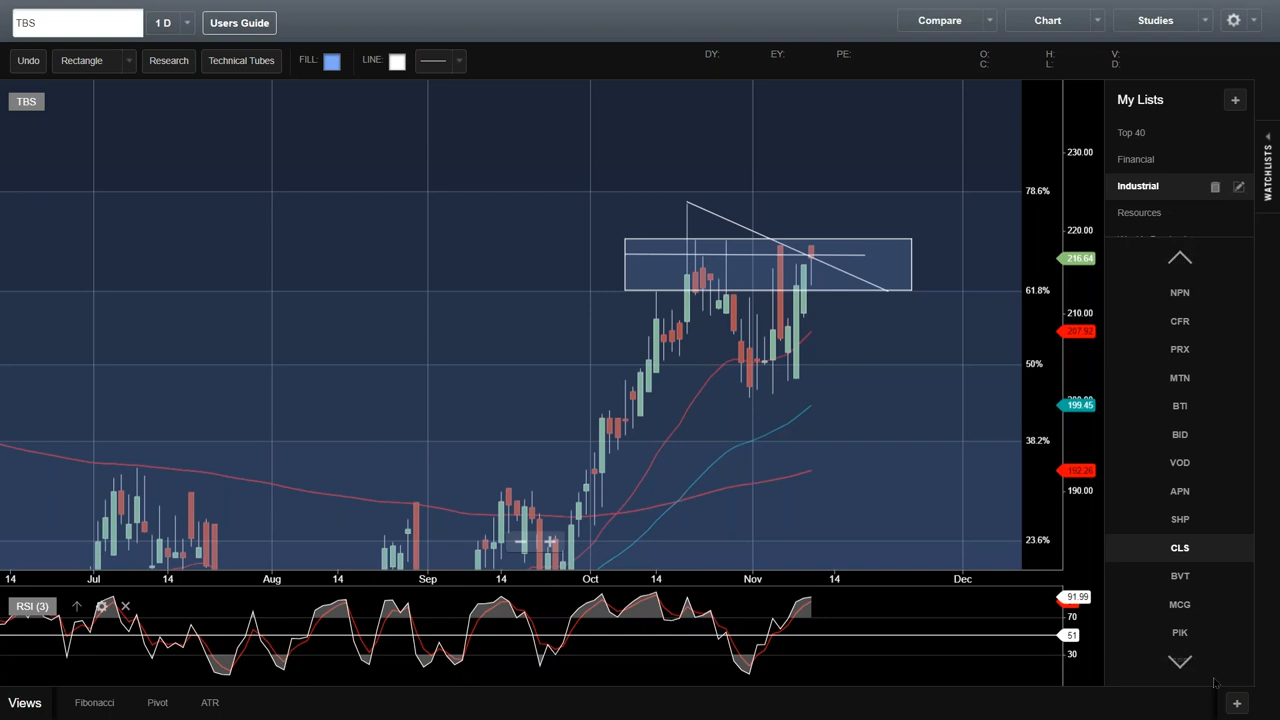 TBS
1 D
Users Guide
Compare
Chart
Studies
Undo
Rectangle
Research
Technical Tubes
FILL:
LINE:
DY:
EY:
PE:
O:
H:
V:
C:
L:
D:
TBS
My Lists
Top 40
Financial
Industrial
Resources
WATCHLISTS
NPN
CFR
PRX
MTN
BTI
BID
VOD
APN
SHP
CLS
BVT
MCG
PIK
230.00
78.6%
220.00
216.64
61.8%
210.00
207.92
50%
199.45
38.2%
192.26
190.00
23.6%
14 Jul 14 Aug 14 Sep 14 Oct 14 Nov 14 Dec
RSI (3)
91.99
70
51
30
Views
Fibonacci
Pivot
ATR